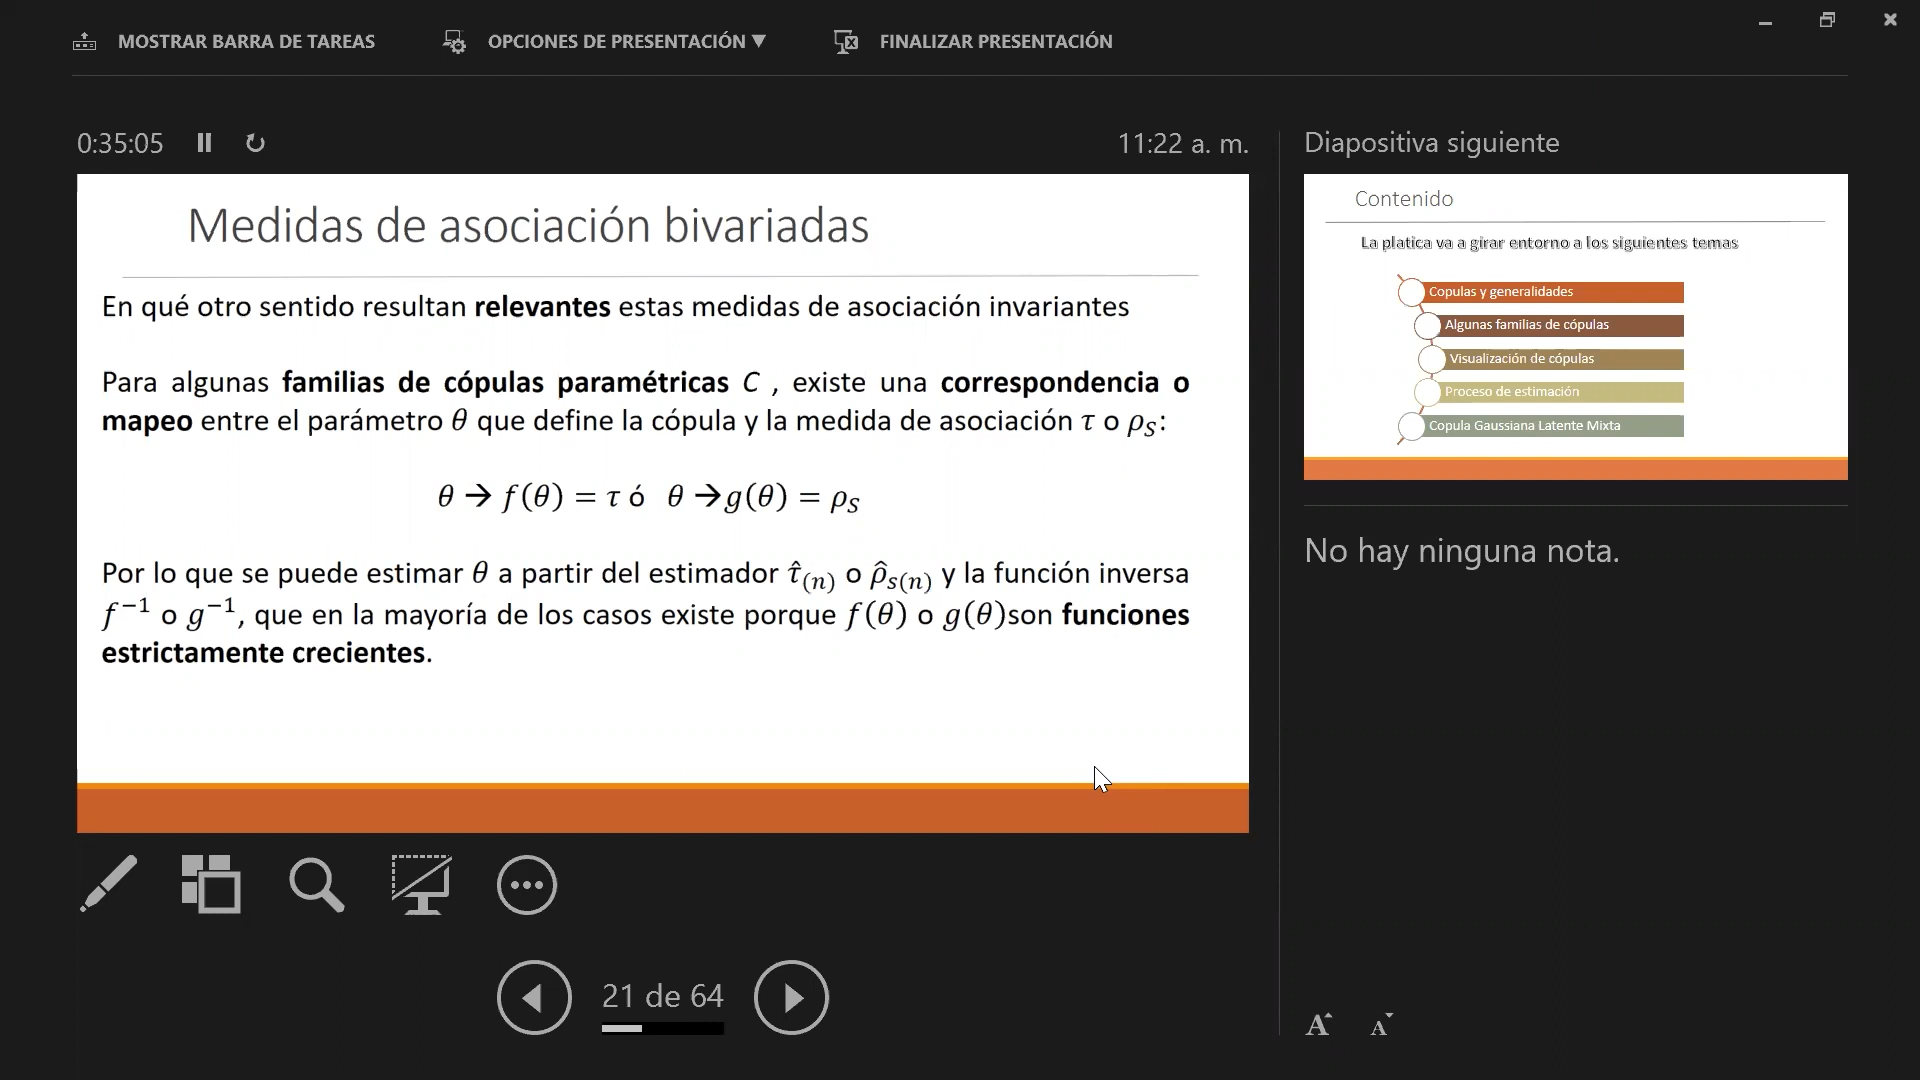 MOSTRAR BARRA DE TAREAS
OPCIONES DE PRESENTACIÓN ▼
FINALIZAR PRESENTACIÓN
0:35:05
11:22 a. m.
Medidas de asociación bivariadas
En qué otro sentido resultan relevantes estas medidas de asociación invariantes
Para algunas familias de cópulas paramétricas C , existe una correspondencia o
mapeo entre el parámetro θ que define la cópula y la medida de asociación τ o ρ_S:
θ → f(θ) = τ ó θ → g(θ) = ρ_S
Por lo que se puede estimar θ a partir del estimador τ̂_(n) o ρ̂_s(n) y la función inversa
f⁻¹ o g⁻¹, que en la mayoría de los casos existe porque f(θ) o g(θ)son funciones
estrictamente crecientes.
21 de 64
Diapositiva siguiente
Contenido
La platica va a girar entorno a los siguientes temas
Copulas y generalidades
Algunas familias de cópulas
Visualización de cópulas
Proceso de estimación
Copula Gaussiana Latente Mixta
No hay ninguna nota.
A A